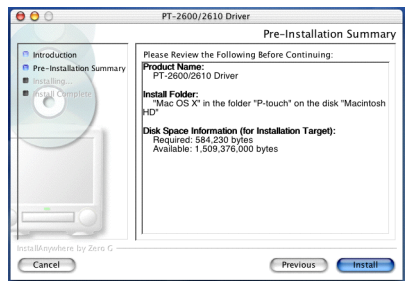 PT-2600/2610 Driver
Pre-Installation Summary
Introduction
Pre-Installation Summary
Installing...
Install Complete
Please Review the Following Before Continuing:
Product Name:
PT-2600/2610 Driver
Install Folder:
"Mac OS X" in the folder "P-touch" on the disk "Macintosh
HD"
Disk Space Information (for Installation Target):
Required: 584,230 bytes
Available: 1,509,376,000 bytes
InstallAnywhere by Zero G
Cancel
Previous
Install